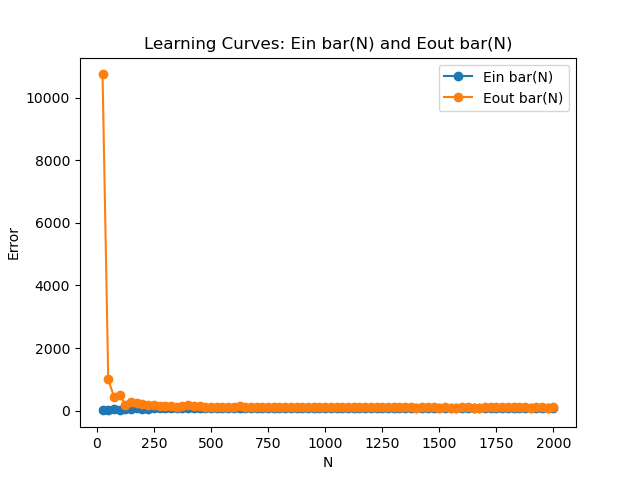 Learning Curves: Ein bar(N) and Eout bar(N)
Ein bar(N)
Eout bar(N)
Error
10000
8000
6000
4000
2000
0
0 250 500 750 1000 1250 1500 1750 2000
N